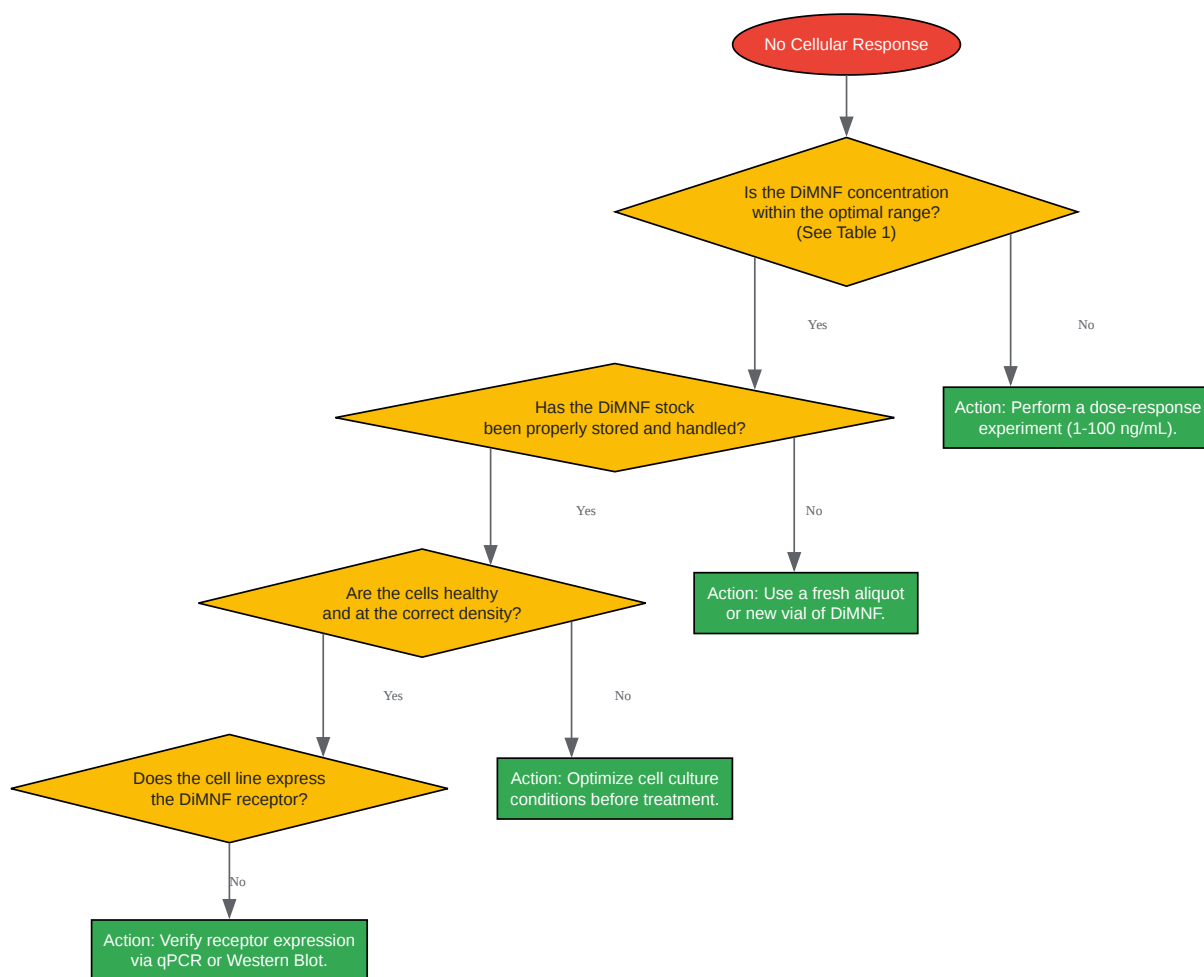 No Cellular Response
Is the DiMNF concentration
within the optimal range?
(See Table 1)
Yes
No
Has the DiMNF stock
been properly stored and handled?
Action: Perform a dose-response
experiment (1-100 ng/mL).
Yes
No
Are the cells healthy
and at the correct density?
Action: Use a fresh aliquot
or new vial of DiMNF.
Yes
No
Does the cell line express
the DiMNF receptor?
Action: Optimize cell culture
conditions before treatment.
No
Action: Verify receptor expression
via qPCR or Western Blot.